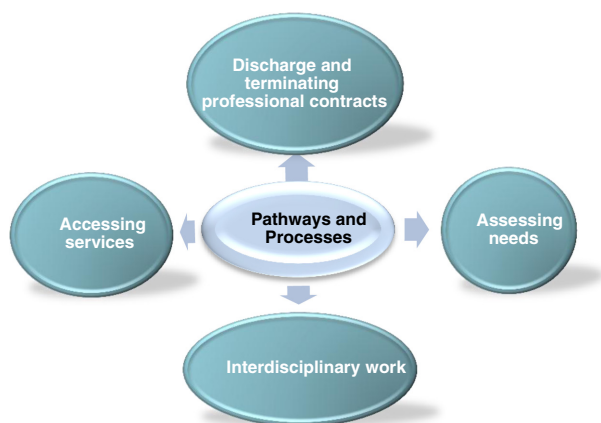 Discharge and
terminating
professional contracts
Accessing
services
Pathways and
Processes
Assessing
needs
Interdisciplinary work